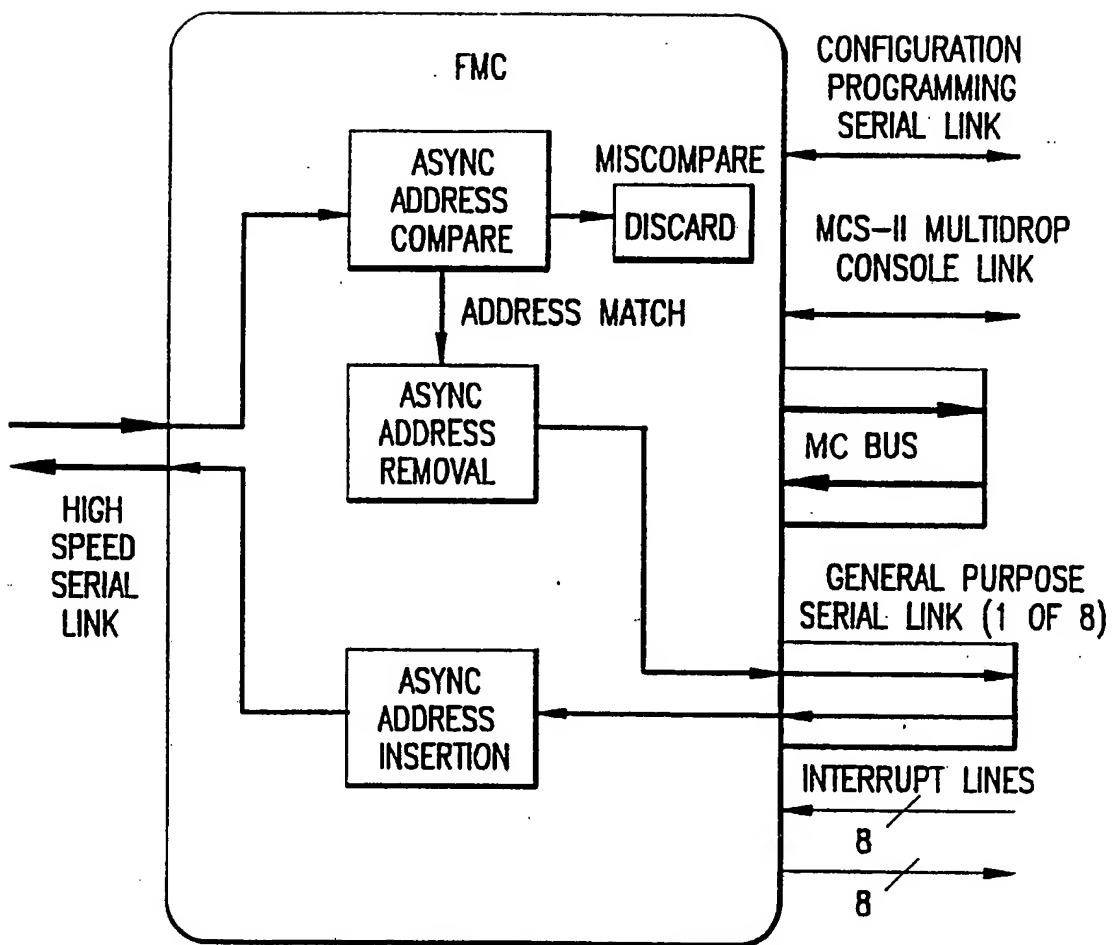 FMC
CONFIGURATION
PROGRAMMING
SERIAL LINK
ASYNC
ADDRESS
COMPARE
MISCOMPARE
DISCARD
MCS-II MULTIDROP
CONSOLE LINK
ADDRESS MATCH
ASYNC
ADDRESS
REMOVAL
MC BUS
HIGH
SPEED
SERIAL
LINK
GENERAL PURPOSE
SERIAL LINK (1 OF 8)
ASYNC
ADDRESS
INSERTION
INTERRUPT LINES
8
8